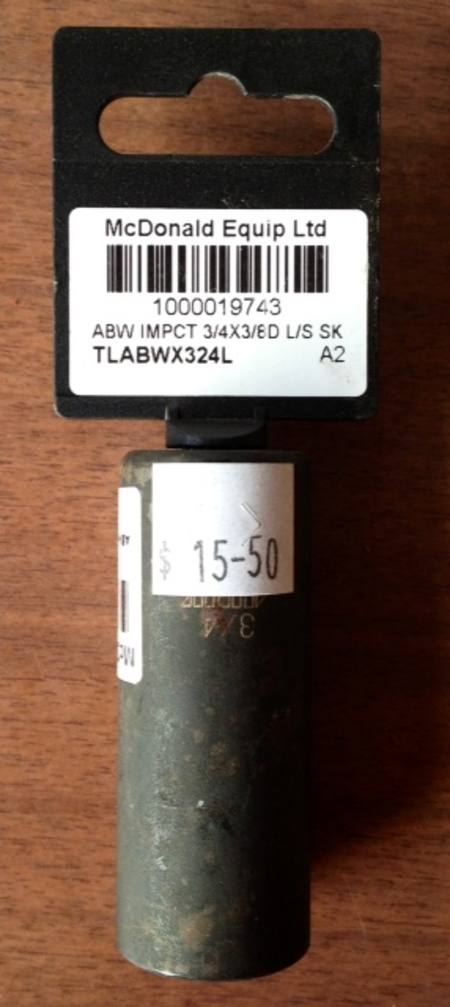 McDonald Equip Ltd
1000019743
ABW IMPCT 3/4X3/8D L/S SK
TLABWX324L A2
$ 15-50
3/4